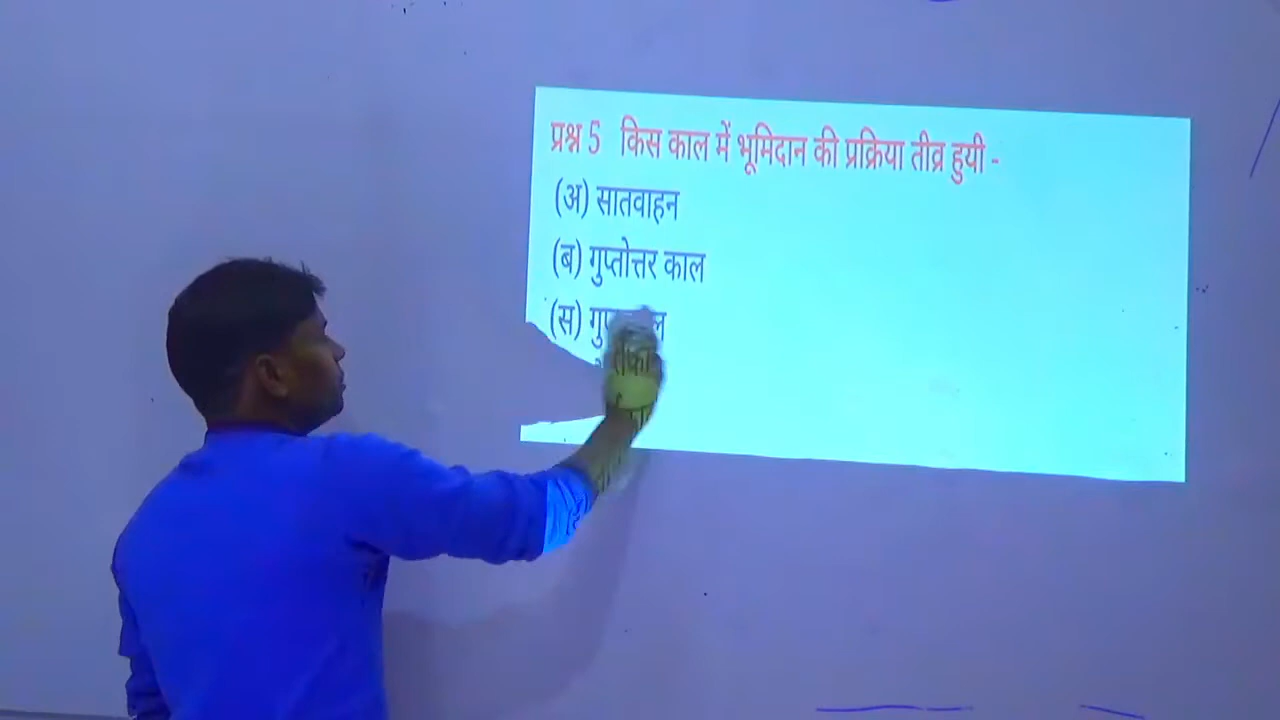 प्रश्न 5 किस काल में भूमिदान की प्रक्रिया तीव्र हुयी -
(अ) सातवाहन
(ब) गुप्तोत्तर काल
(स)